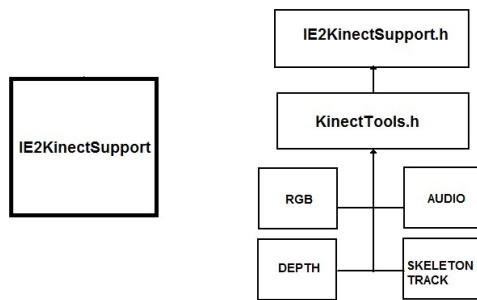 IE2KinectSupport
IE2KinectSupport.h
KinectTools.h
RGB
AUDIO
DEPTH
SKELETON
TRACK